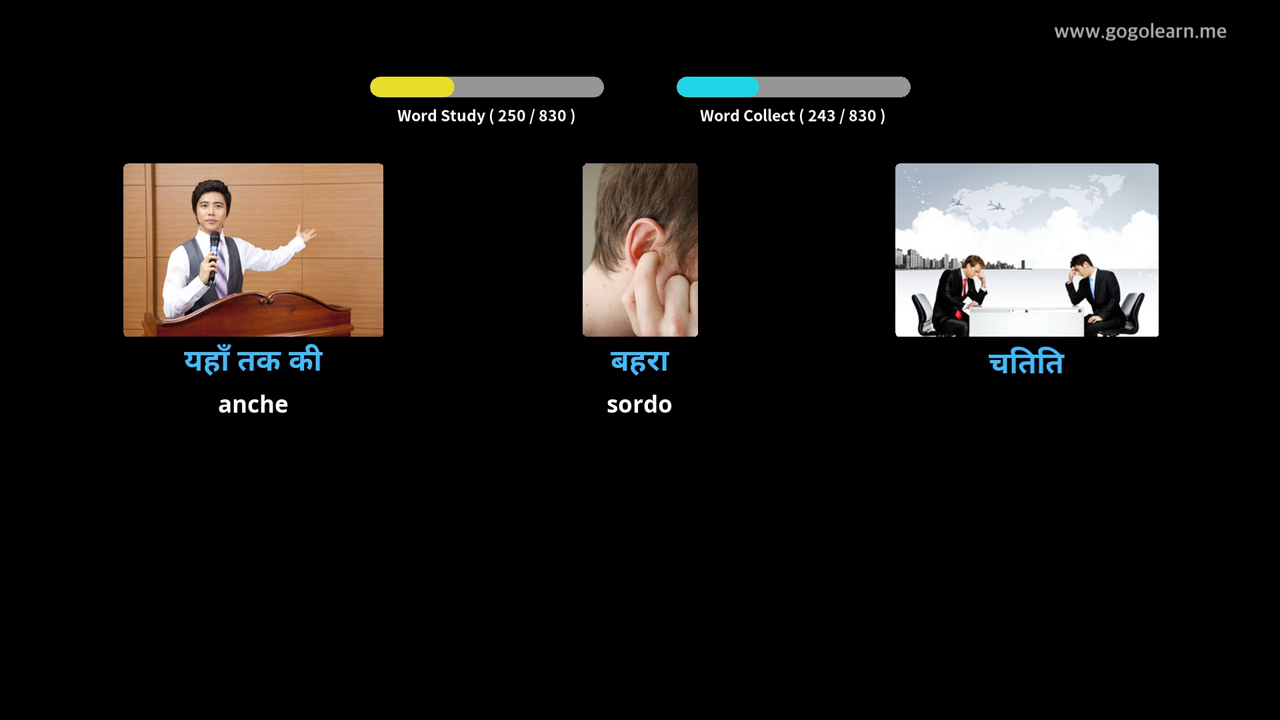 www.gogolearn.me
Word Study ( 250 / 830 )
Word Collect ( 243 / 830 )
यहाँ तक की
anche
बहरा
sordo
चतिति